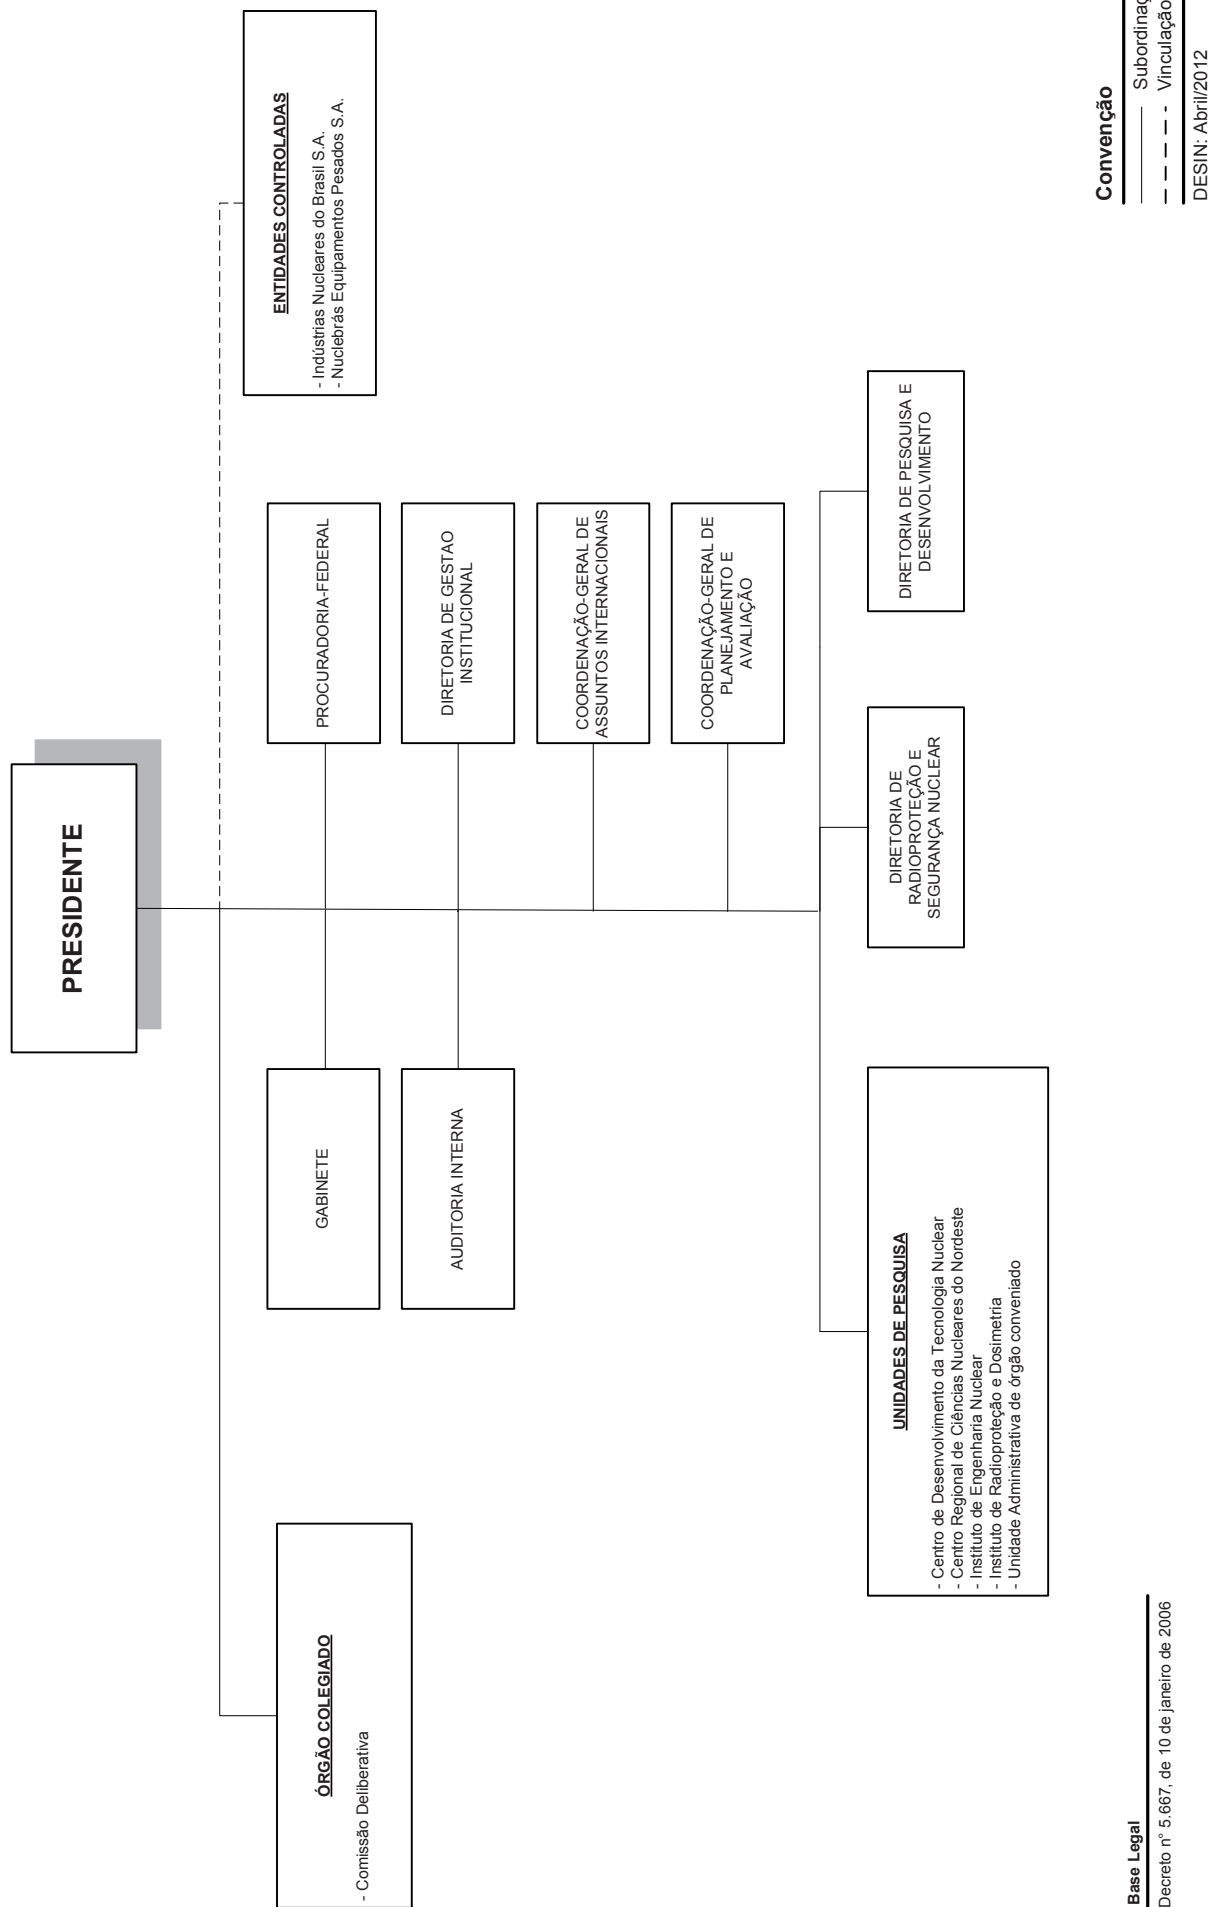 PRESIDENTE
ÓRGÃO COLEGIADO
- Comissão Deliberativa
ENTIDADES CONTROLADAS
- Indústrias Nucleares do Brasil S.A.
- Nuclebrás Equipamentos Pesados S.A.
GABINETE
PROCURADORIA-FEDERAL
AUDITORIA INTERNA
DIRETORIA DE GESTAO
INSTITUCIONAL
COORDENAÇÃO-GERAL DE
ASSUNTOS INTERNACIONAIS
COORDENAÇÃO-GERAL DE
PLANEJAMENTO E
AVALIAÇÃO
UNIDADES DE PESQUISA
- Centro de Desenvolvimento da Tecnologia Nuclear
- Centro Regional de Ciências Nucleares do Nordeste
- Instituto de Engenharia Nuclear
- Instituto de Radioproteção e Dosimetria
- Unidade Administrativa de órgão conveniado
DIRETORIA DE
RADIOPROTEÇÃO E
SEGURANÇA NUCLEAR
DIRETORIA DE PESQUISA E
DESENVOLVIMENTO
Base Legal
Decreto n° 5.667, de 10 de janeiro de 2006
Convenção
Subordinaç
Vinculação
DESIN: Abril/2012